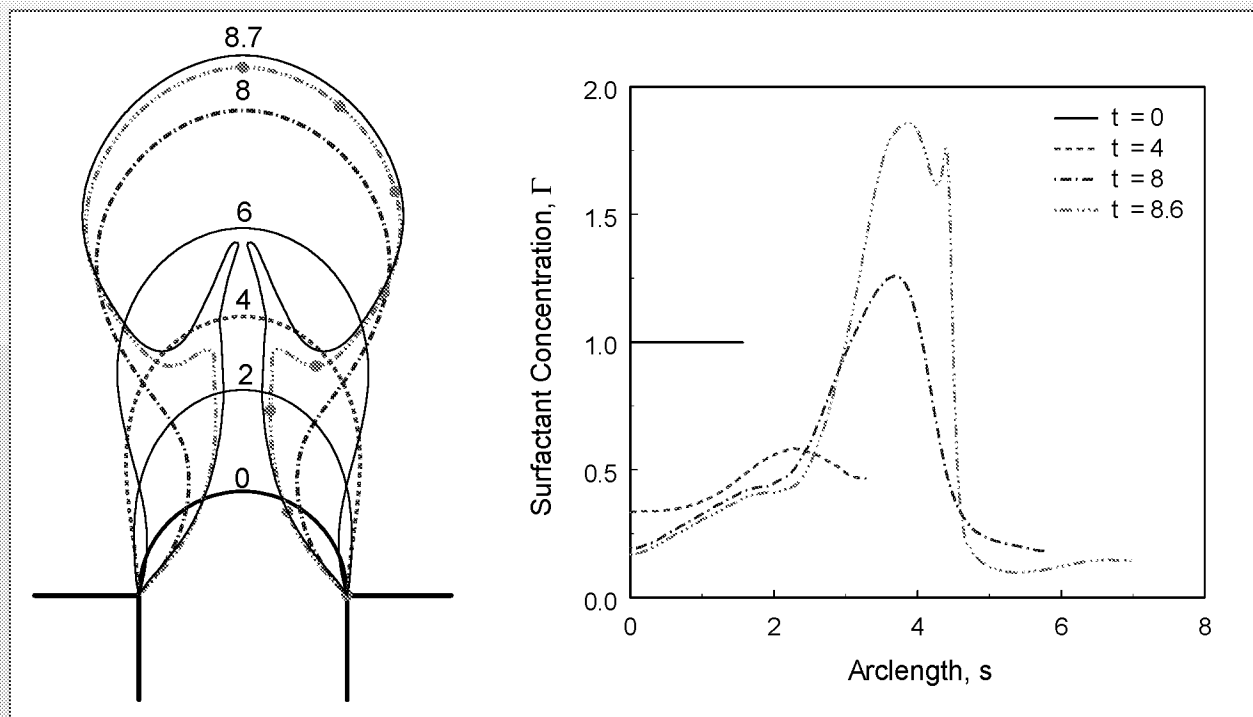 8.7
8
6
4
2
0
2.0
1.5
1.0
0.5
0.0
Surfactant Concentration, Γ
t = 0
t = 4
t = 8
t = 8.6
0 2 4 6 8
Arclength, s